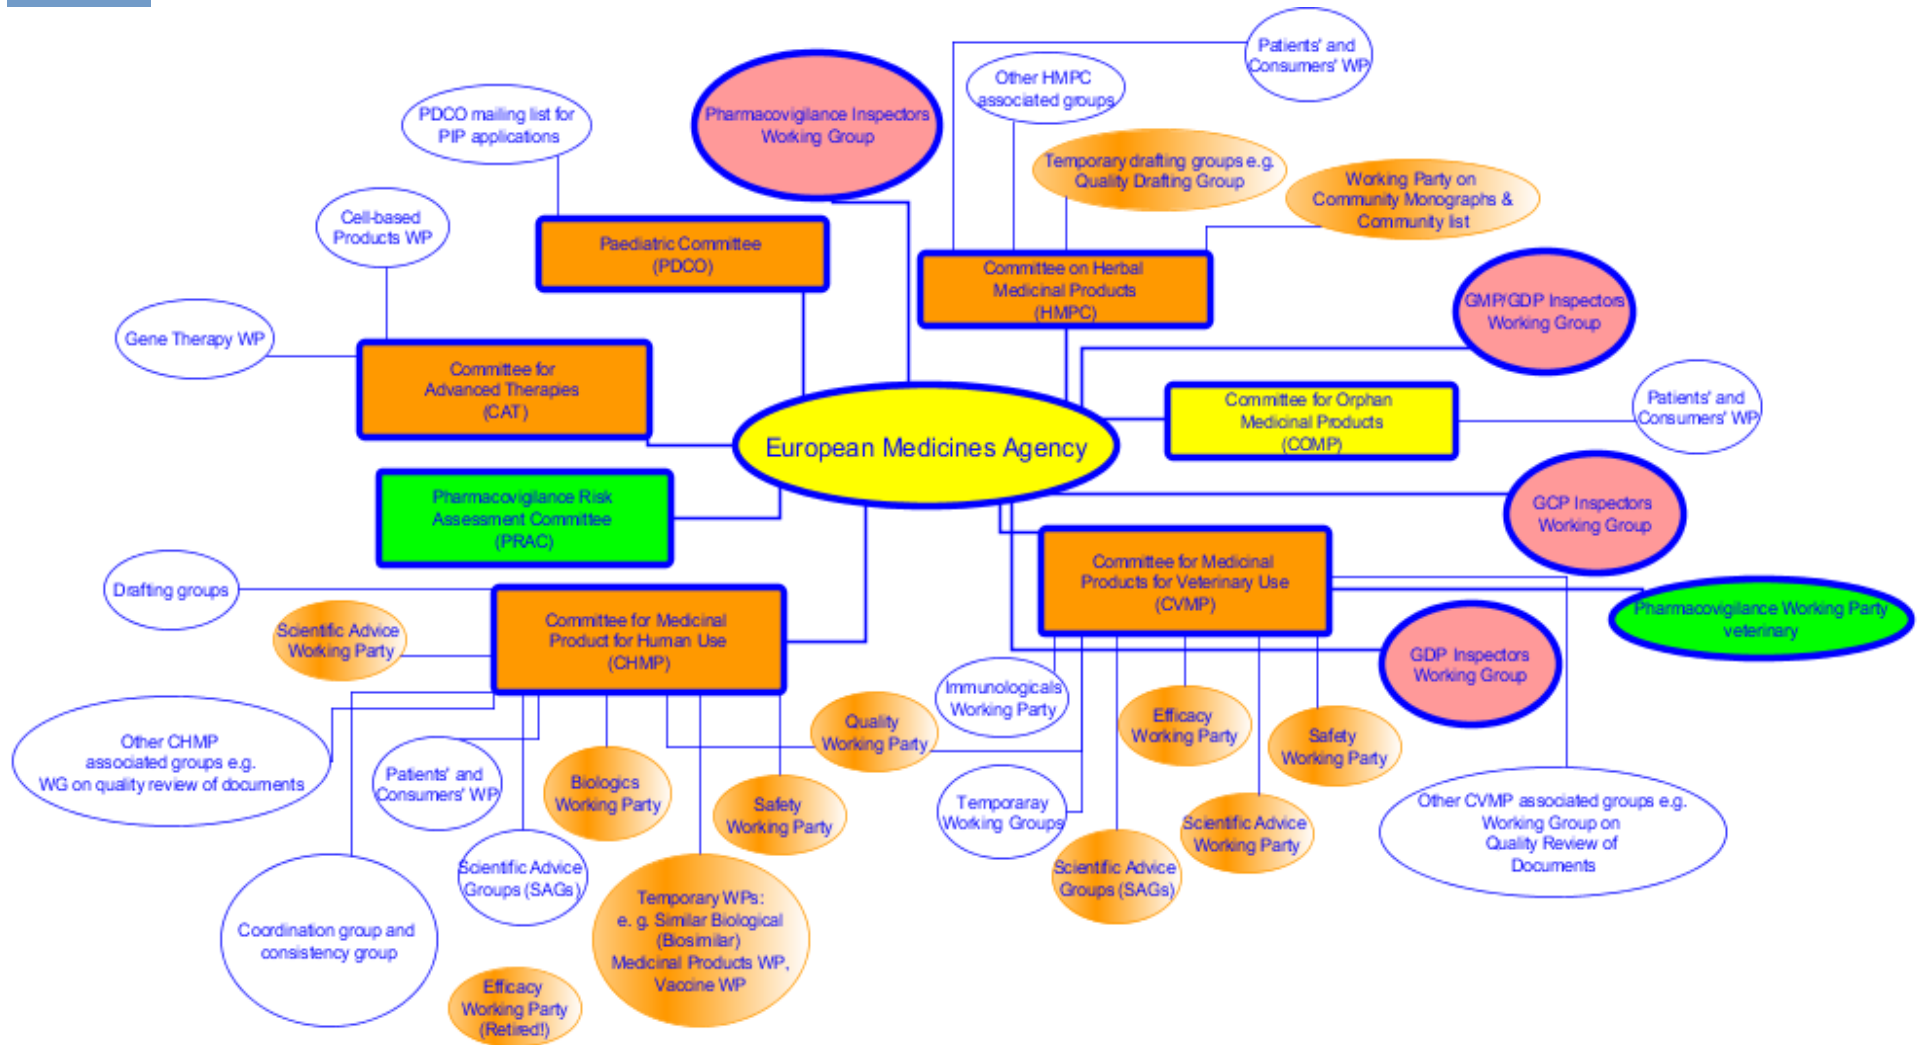 Patients' and
Consumers' WP
Other HMPC
associated groups
Pharmacovigilance Inspectors
Working Group
PDCO mailing list for
PIP applications
Temporary drafting groups e.g.
Quality Drafting Group
Working Party on
Community Monographs &
Community list
Cell-based
Products WP
Paediatric Committee
(PDCO)
Committee on Herbal
Medicinal Products
(HMPC)
GMP/GDP Inspectors
Working Group
Gene Therapy WP
Committee for
Advanced Therapies
(CAT)
Committee for Orphan
Medicinal Products
(COMP)
Patients' and
Consumers' WP
European Medicines Agency
Pharmacovigilance Risk
Assessment Committee
(PRAC)
GCP Inspectors
Working Group
Committee for Medicinal
Products for Veterinary Use
(CVMP)
Pharmacovigilance Working Party
veterinary
Drafting groups
Scientific Advice
Working Party
Committee for Medicinal
Product for Human Use
(CHMP)
GDP Inspectors
Working Group
Immunologicals
Working Party
Quality
Working Party
Efficacy
Working Party
Safety
Working Party
Other CHMP
associated groups e.g.
WG on quality review of documents
Patients' and
Consumers' WP
Biologics
Working Party
Safety
Working Party
Temporaray
Working Groups
Scientific Advice
Working Party
Other CVMP associated groups e.g.
Working Group on
Quality Review of
Documents
Scientific Advice
Groups (SAGs)
Scientific Advice
Groups (SAGs)
Coordination group and
consistency group
Temporary WPs:
e. g. Similar Biological
(Biosimilar)
Medicinal Products WP,
Vaccine WP
Efficacy
Working Party
(Retired!)